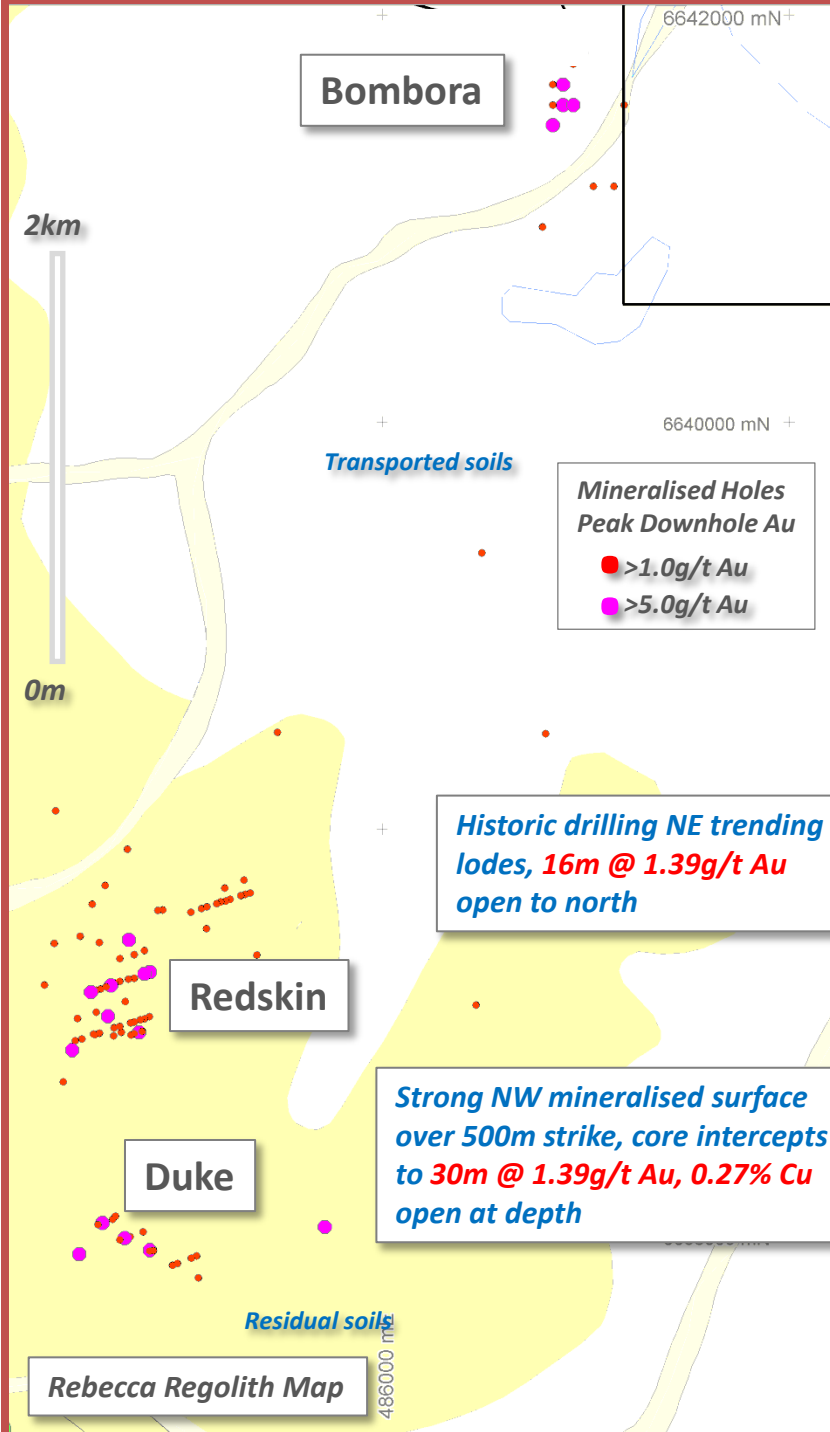 6642000 mN
Bombora
2km
6640000 mN
Transported soils
Mineralised Holes
Peak Downhole Au
>1.0g/t Au
>5.0g/t Au
0m
Historic drilling NE trending
lodes, 16m @ 1.39g/t Au
open to north
Redskin
Strong NW mineralised surface
over 500m strike, core intercepts
to 30m @ 1.39g/t Au, 0.27% Cu
open at depth
Duke
Residual soils
486000 mE
Rebecca Regolith Map